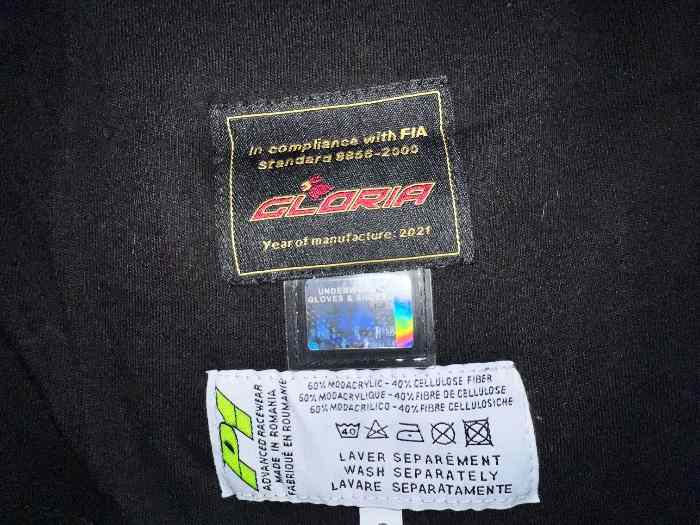 In compliance with FIA
Standard 8856-2000
GLORIA
Year of manufacture: 2021
GLOVES &
P1
ADVANCED RACEWEAR
MADE IN ROMANIA
FABRIQUÉ EN ROUMANIE
60% MODACRYLIC - 40% CELLULOSE FIBER
60% MODACRYLIQUE - 40% FIBRE DE CELLULOSE
60% MODACRILICO - 40% FIBRE CELLULOSICHE
40
LAVER SEPARÉMENT
WASH SEPARATELY
LAVARE SEPARATAMENTE